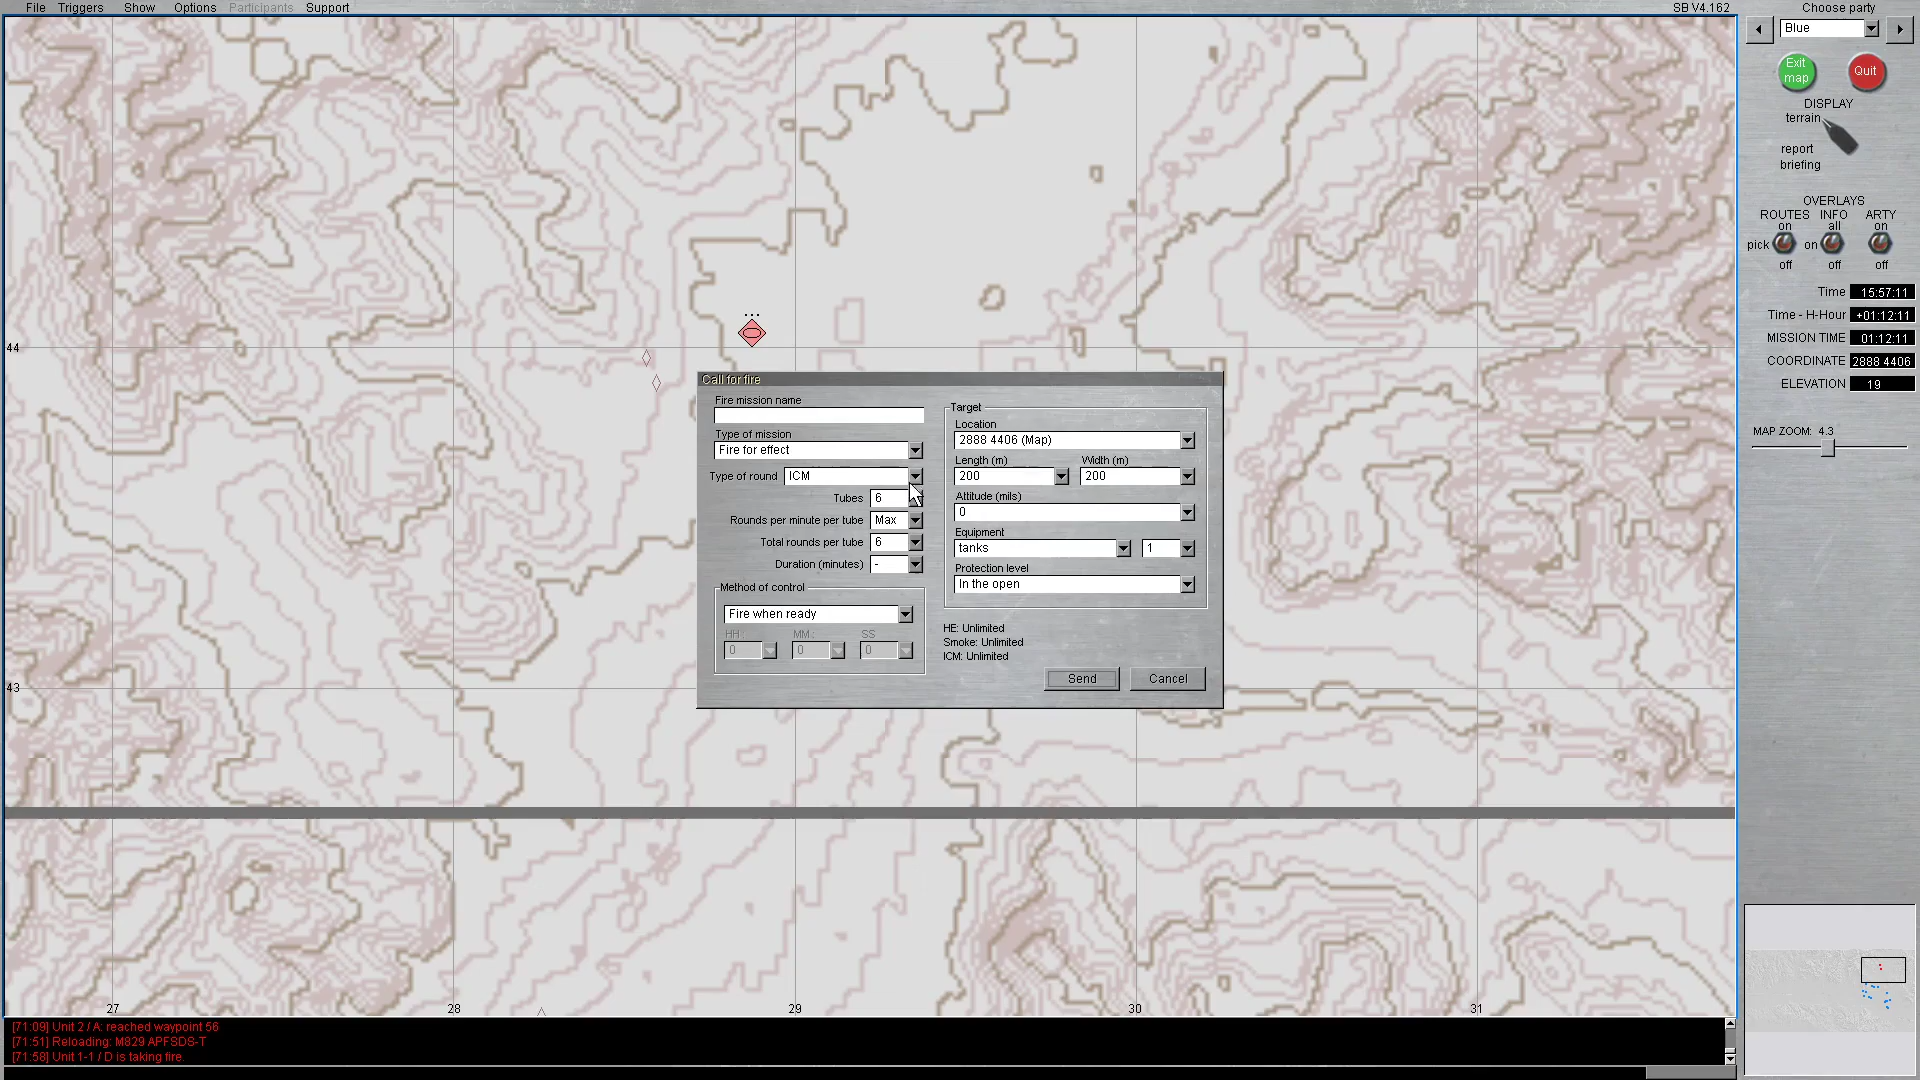 File Triggers Show Options Participants Support SB V4.162
Choose party
Blue
Exit map
Quit
DISPLAY
terrain
report
briefing
OVERLAYS
ROUTES INFO ARTY
on all on
pick on
off off off
Time 15:57:11
Time - H-Hour +01:12:11
MISSION TIME 01:12:11
COORDINATE 2888 4406
ELEVATION 19
MAP ZOOM: 4.3
44
43
27 28 29 30 31
Call for fire
Fire mission name
Type of mission
Fire for effect
Type of round ICM
Tubes 6
Rounds per minute per tube Max
Total rounds per tube 6
Duration (minutes) -
Method of control
Fire when ready
HH: MM: SS
0 0 0
Target
Location
2888 4406 (Map)
Length (m) Width (m)
200 200
Attitude (mils)
0
Equipment
tanks 1
Protection level
In the open
HE: Unlimited
Smoke: Unlimited
ICM: Unlimited
Send Cancel
[71:09] Unit 2 / A: reached waypoint 56
[71:51] Reloading: M829 APFSDS-T
[71:58] Unit 1-1 / D is taking fire.